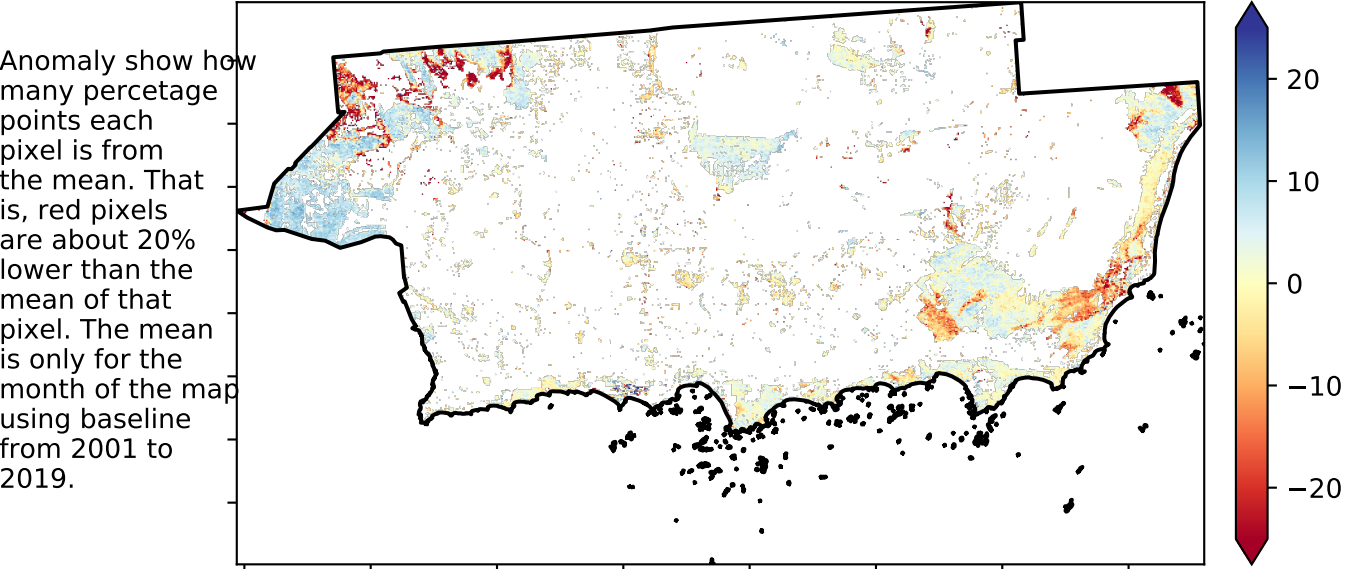 Anomaly show how
many percetage
points each
pixel is from
the mean. That
is, red pixels
are about 20%
lower than the
mean of that
pixel. The mean
is only for the
month of the map
using baseline
from 2001 to
2019.
20
10
0
−10
−20